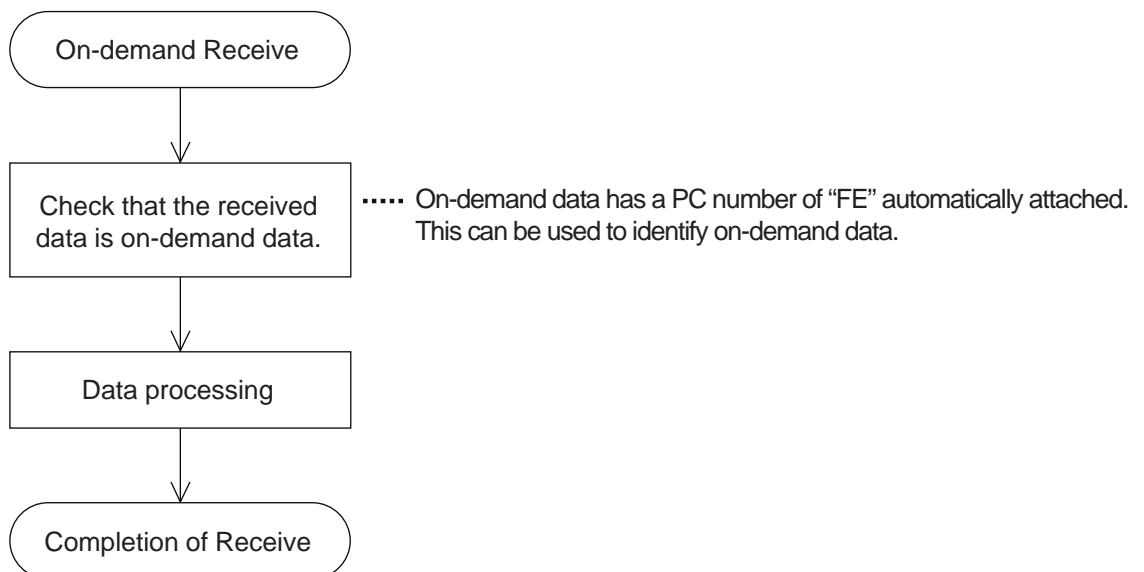 On-demand Receive
Check that the received
data is on-demand data.
On-demand data has a PC number of “FE” automatically attached.
This can be used to identify on-demand data.
Data processing
Completion of Receive